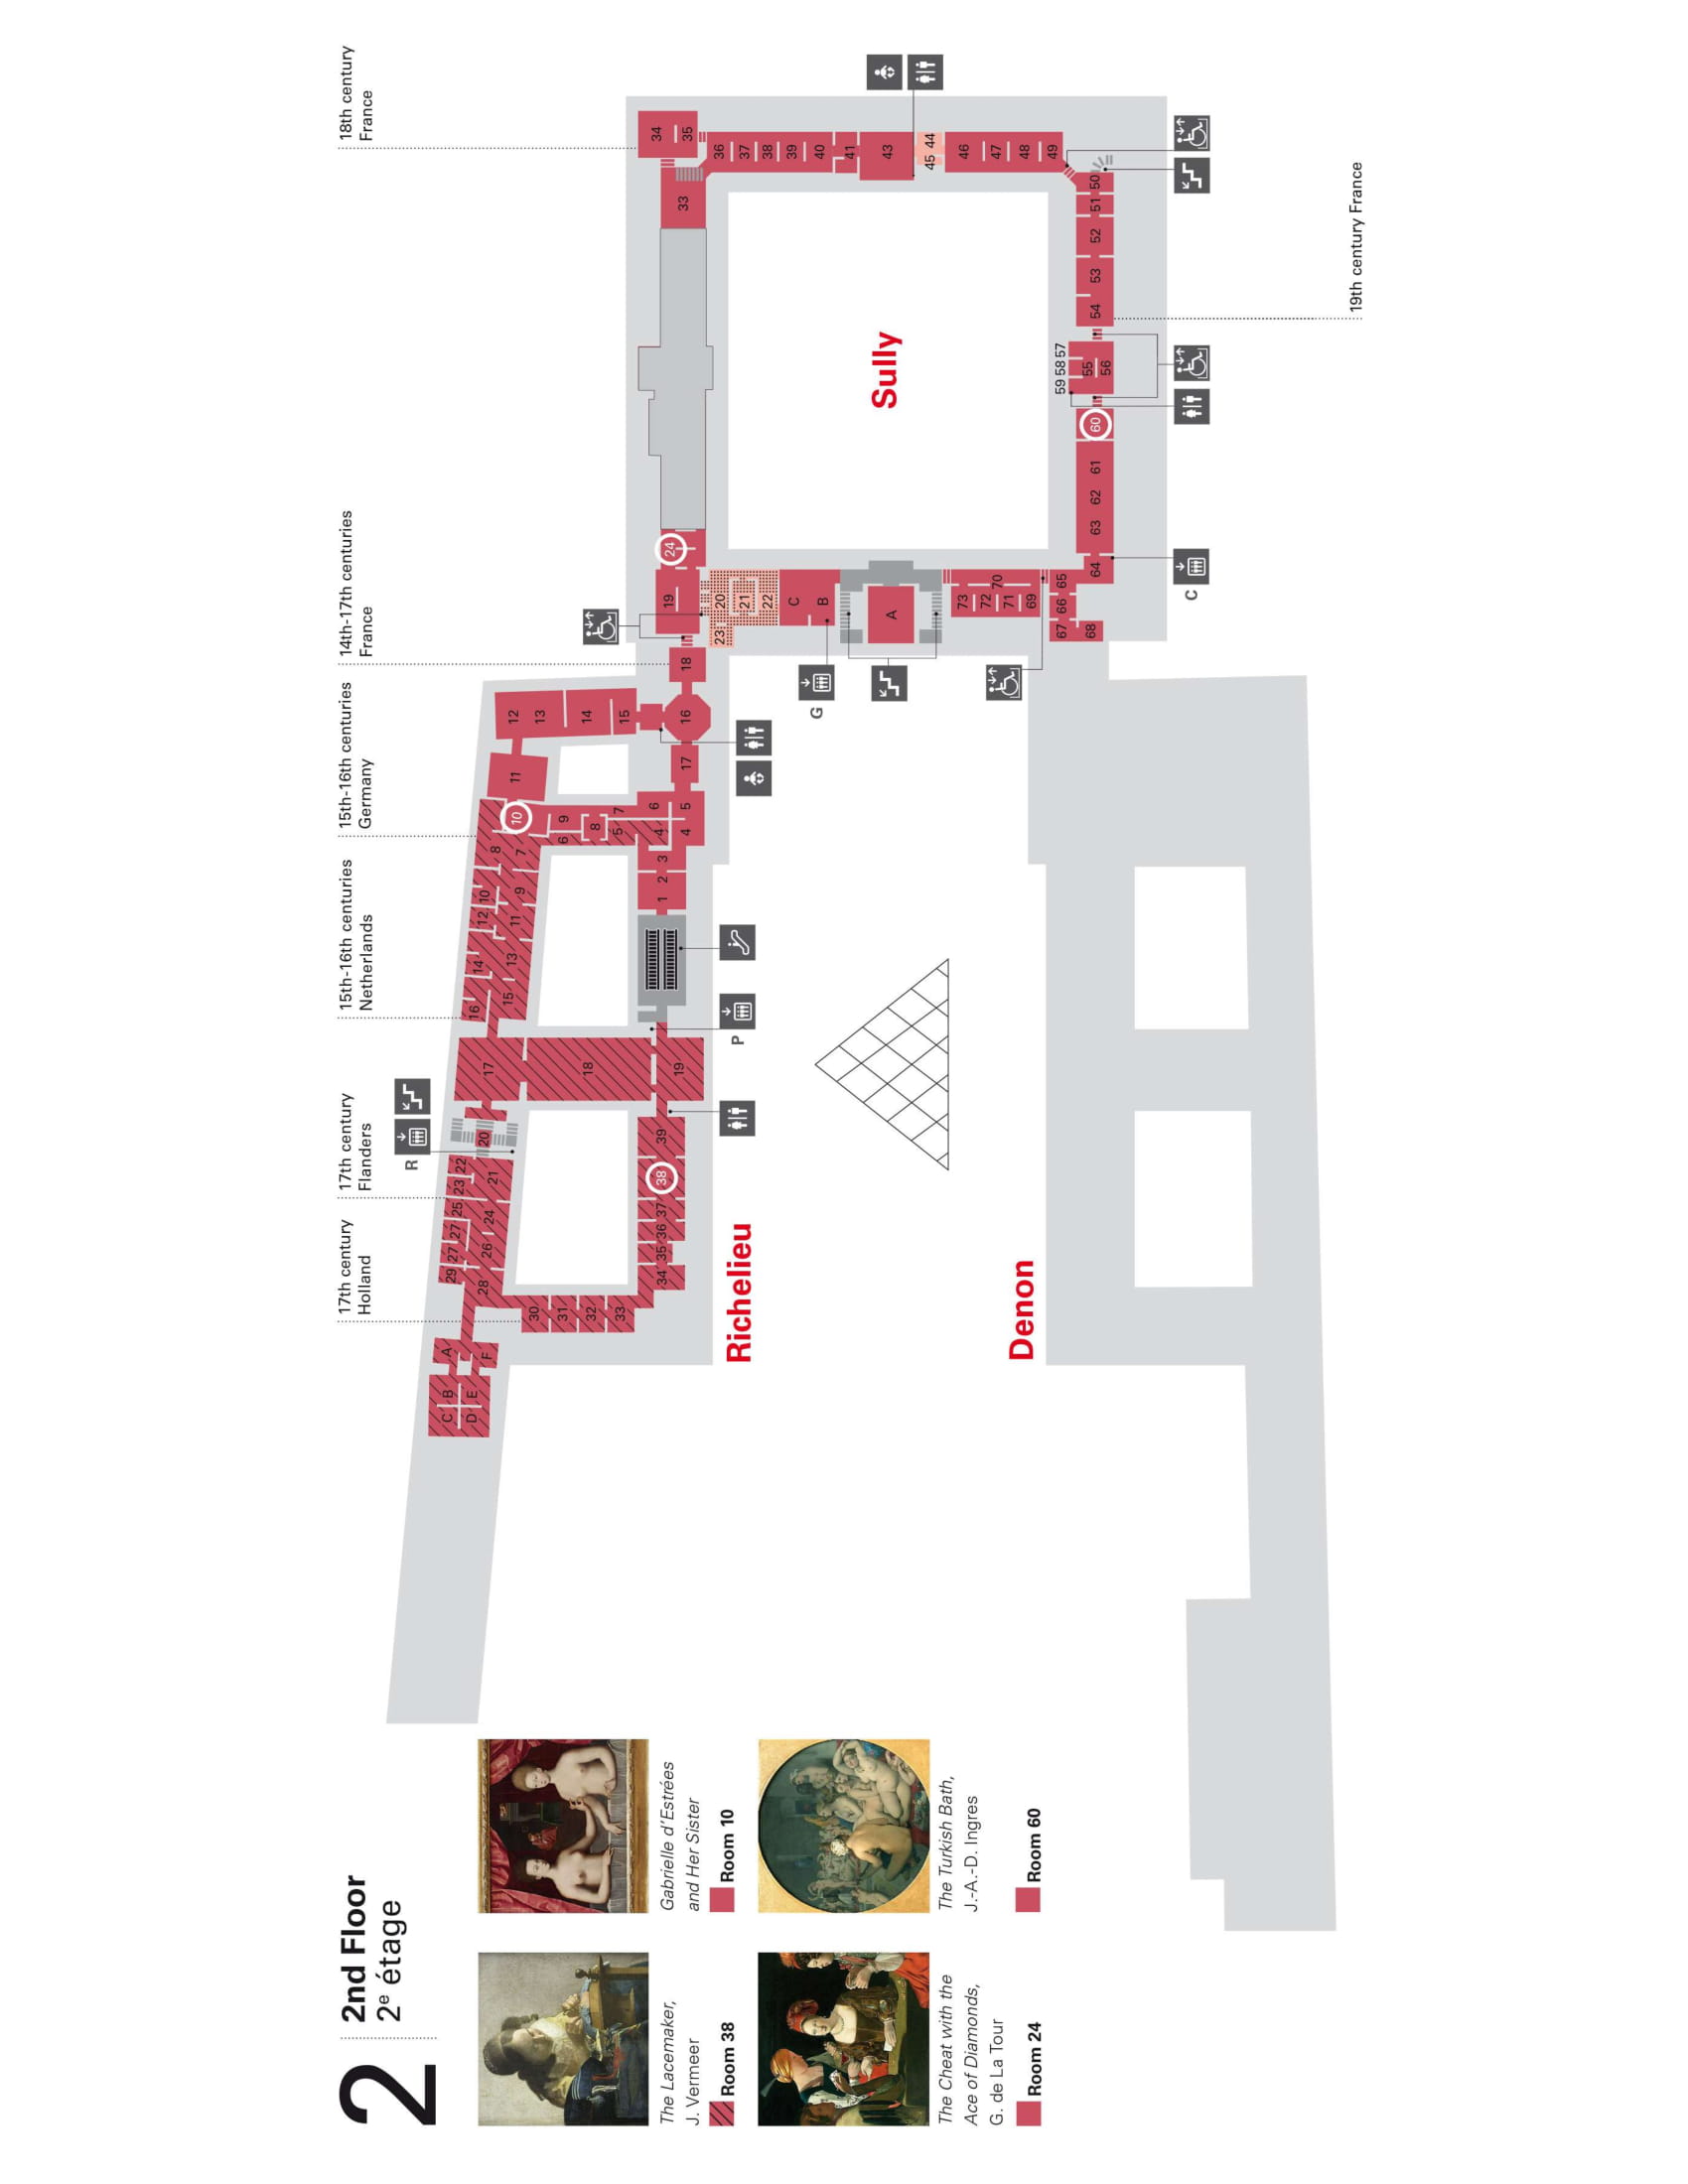 2
2nd Floor
2e étage
The Lacemaker,
J. Vermeer
Room 38
Gabrielle d'Estrées
and Her Sister
Room 10
The Cheat with the
Ace of Diamonds,
G. de La Tour
Room 24
The Turkish Bath,
J.-A.-D. Ingres
Room 60
17th century
Holland
17th century
Flanders
15th-16th centuries
Netherlands
15th-16th centuries
Germany
14th-17th centuries
France
18th century
France
R
C B A
D E F
29 27 27 25 23 22
28 26 24 21 20
17
16 14 12 10 8
15 13 11 9 7
10
11
12
13
14
15
30
31
32
33
18
6 9
8
5 7
34 35 36 37 38 39
19
1 2 3 4 6
4 5 17 16 18
19 24
33
34
35
23 20
21
22
C
B
A
36
37
38
39
40
41
43
45 44
46
47
48
49
Richelieu
P
G
Sully
Denon
73
72
71
70
69
67 66 65
68
64 63 62 61 60
59 58 57
55
56
54 53 52 51 50
C
19th century France